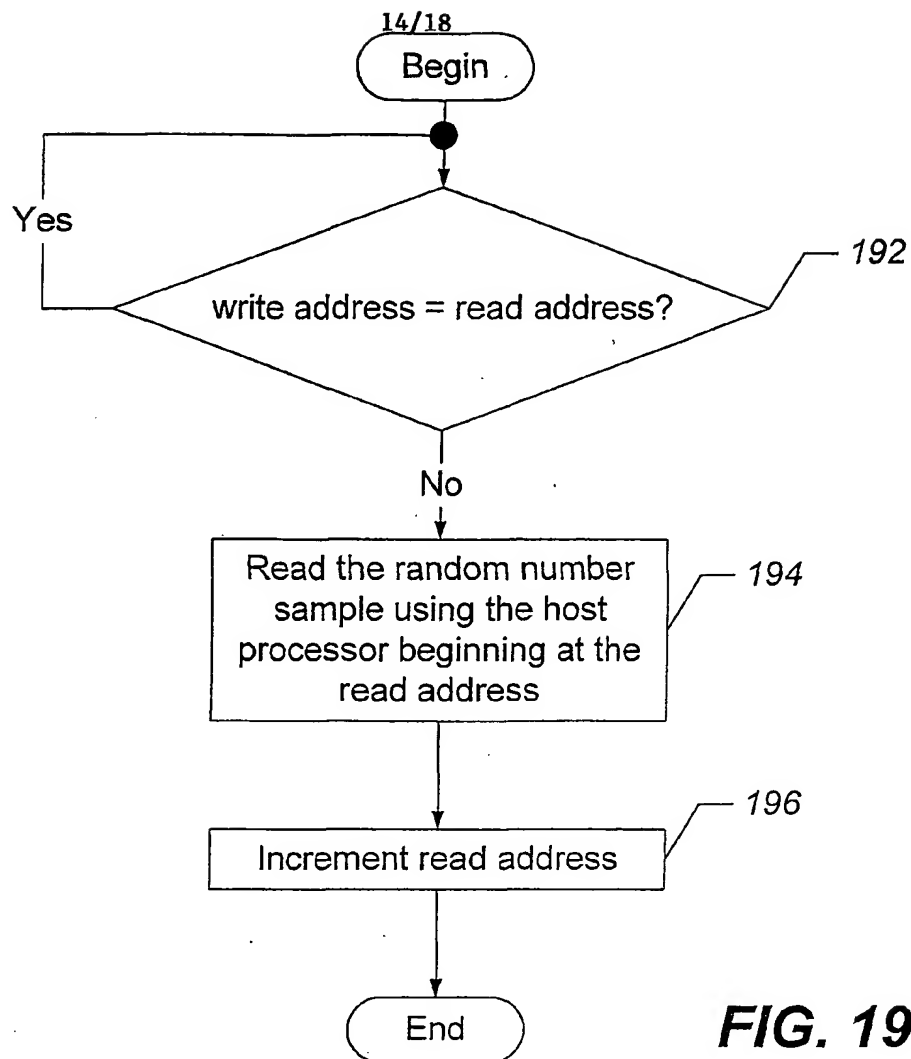 14/18
Begin
Yes
192
write address = read address?
No
Read the random number
sample using the host
processor beginning at the
read address
194
196
Increment read address
End
FIG. 19